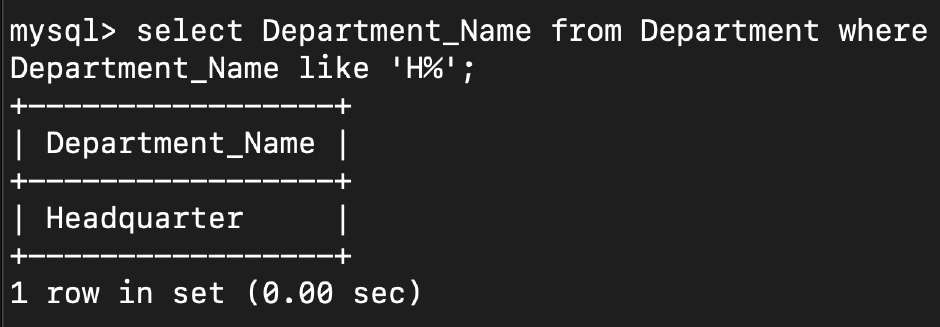 mysql> select Department_Name from Department where
Department_Name like 'H%';
+-----------------+
| Department_Name |
+-----------------+
| Headquarter     |
+-----------------+
1 row in set (0.00 sec)